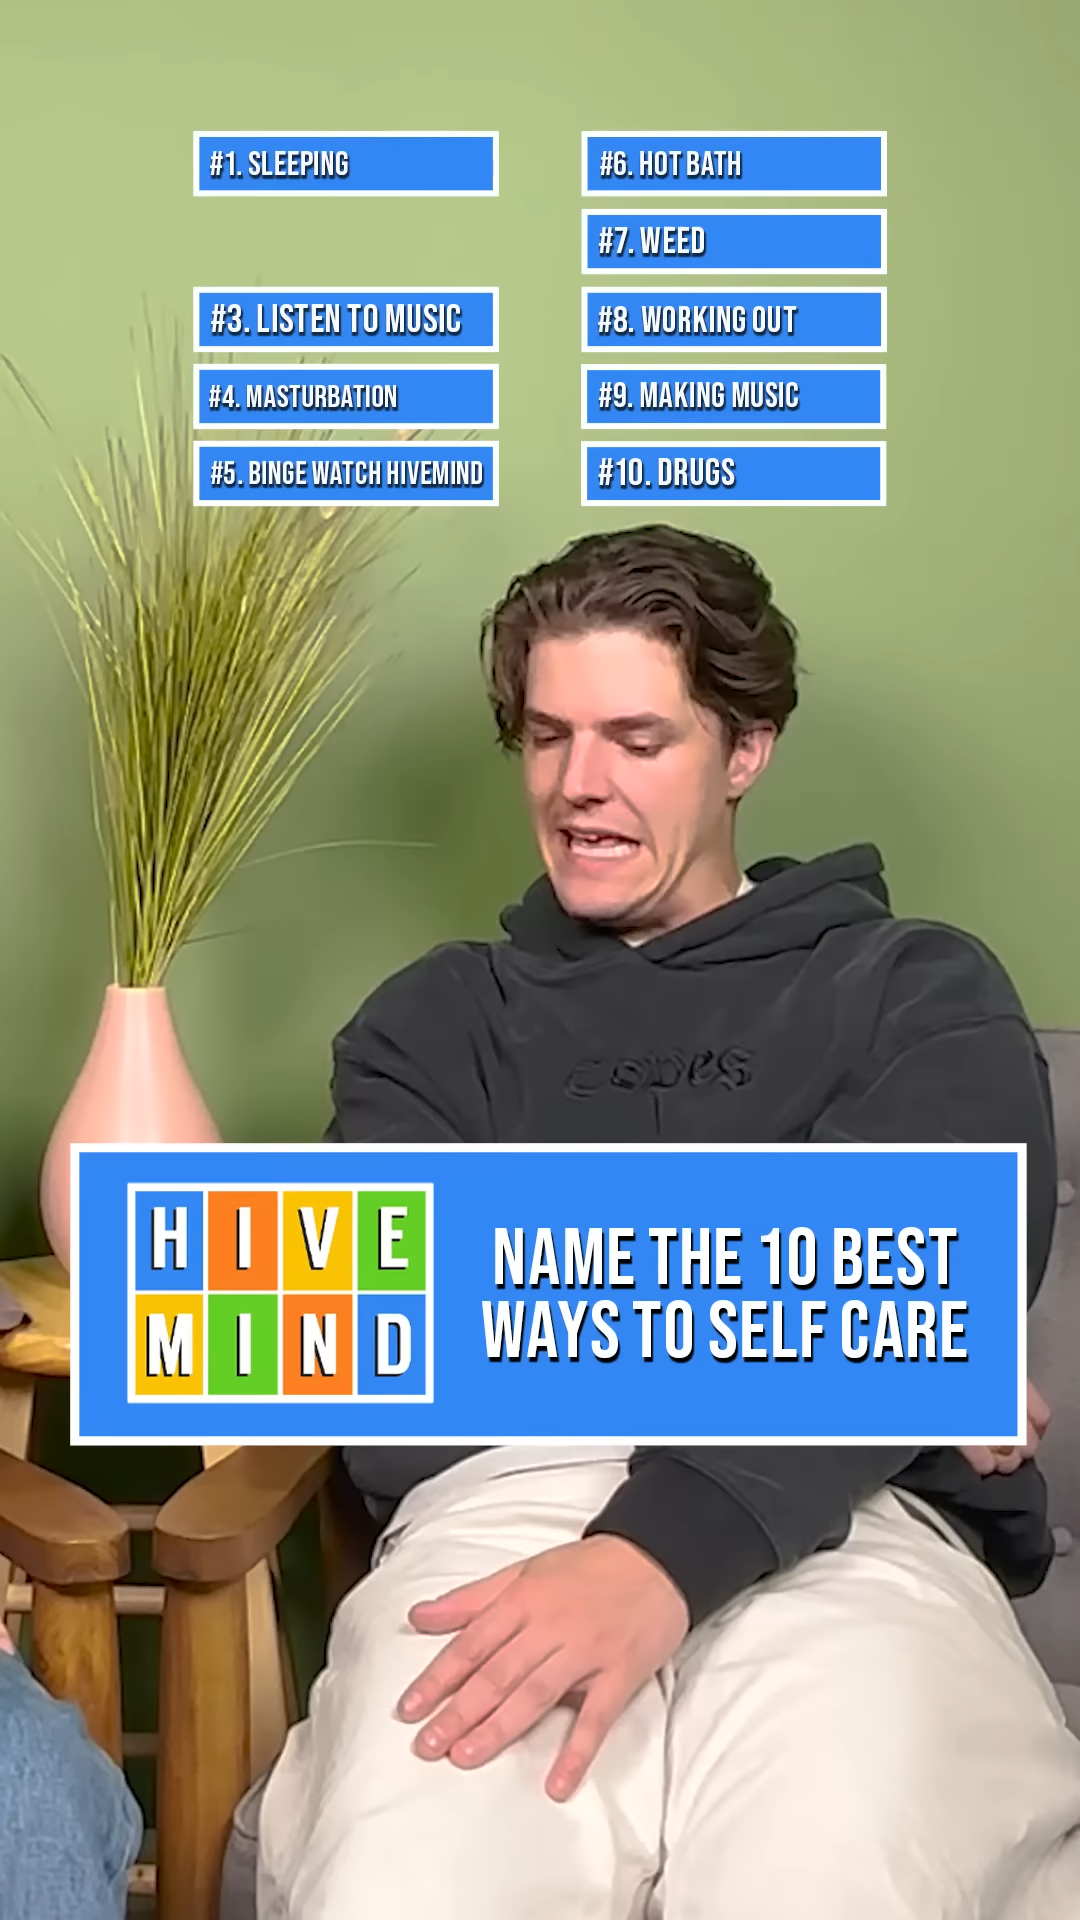 #1. SLEEPING
#3. LISTEN TO MUSIC
#4. MASTURBATION
#5. BINGE WATCH HIVEMIND
#6. HOT BATH
#7. WEED
#8. WORKING OUT
#9. MAKING MUSIC
#10. DRUGS
coves
HIVE
MIND
NAME THE 10 BEST
WAYS TO SELF CARE